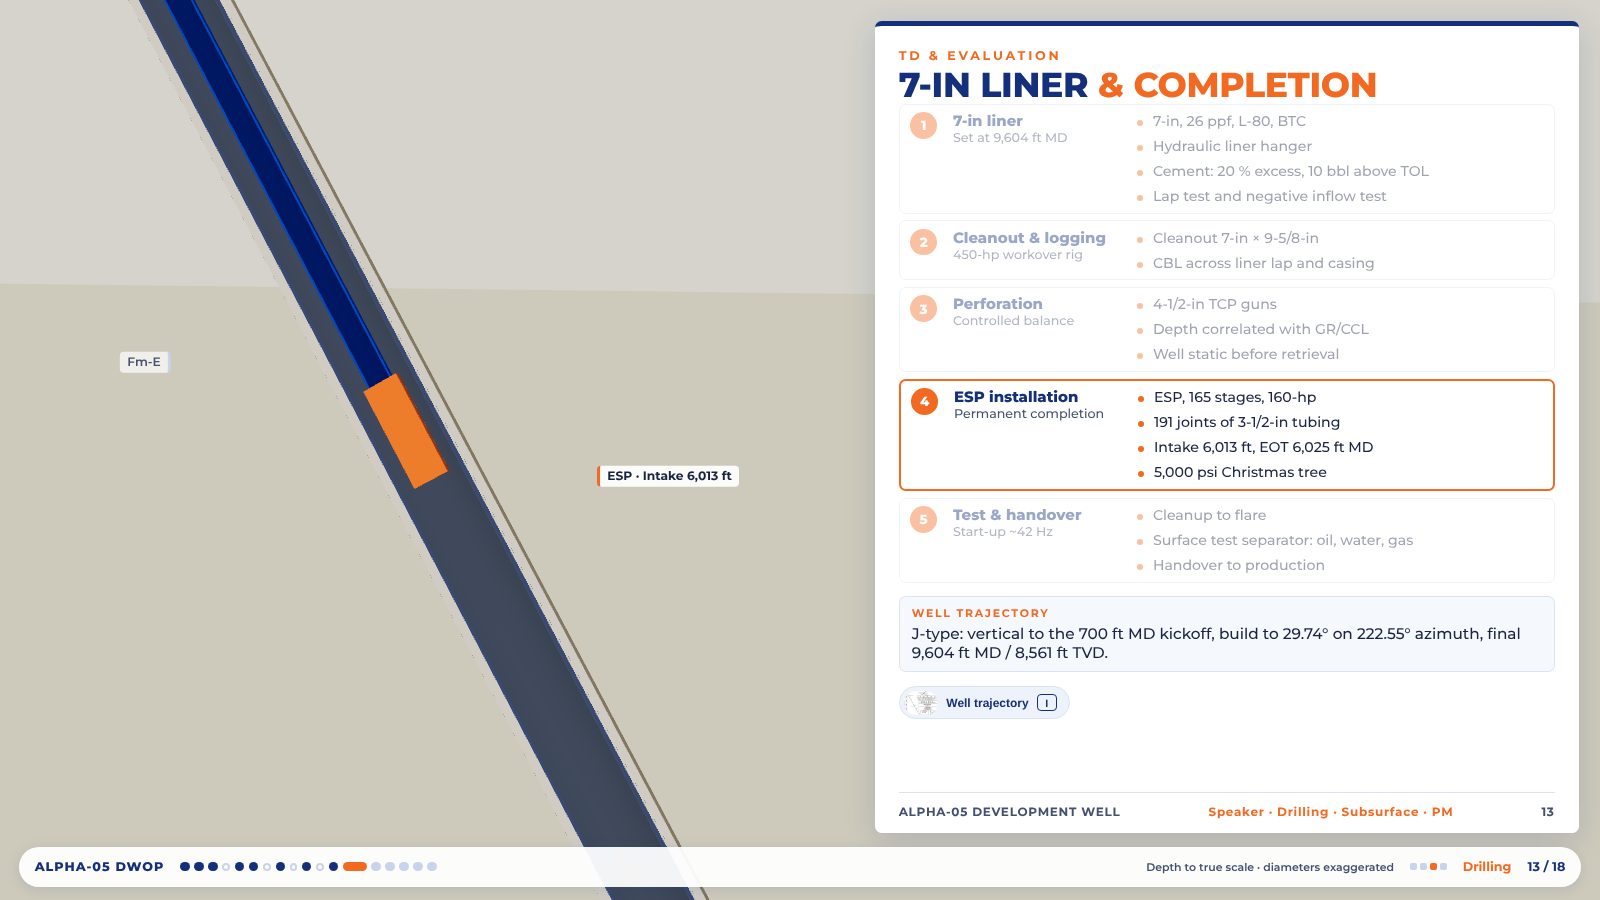 Fm-E
ESP · Intake 6,013 ft
TD & EVALUATION
7-IN LINER & COMPLETION
1
7-in liner
Set at 9,604 ft MD
7-in, 26 ppf, L-80, BTC
Hydraulic liner hanger
Cement: 20 % excess, 10 bbl above TOL
Lap test and negative inflow test
2
Cleanout & logging
450-hp workover rig
Cleanout 7-in × 9-5/8-in
CBL across liner lap and casing
3
Perforation
Controlled balance
4-1/2-in TCP guns
Depth correlated with GR/CCL
Well static before retrieval
4
ESP installation
Permanent completion
ESP, 165 stages, 160-hp
191 joints of 3-1/2-in tubing
Intake 6,013 ft, EOT 6,025 ft MD
5,000 psi Christmas tree
5
Test & handover
Start-up ~42 Hz
Cleanup to flare
Surface test separator: oil, water, gas
Handover to production
WELL TRAJECTORY
J-type: vertical to the 700 ft MD kickoff, build to 29.74° on 222.55° azimuth, final
9,604 ft MD / 8,561 ft TVD.
Well trajectory I
ALPHA-05 DEVELOPMENT WELL
Speaker · Drilling · Subsurface · PM
13
ALPHA-05 DWOP
Depth to true scale · diameters exaggerated
Drilling
13 / 18